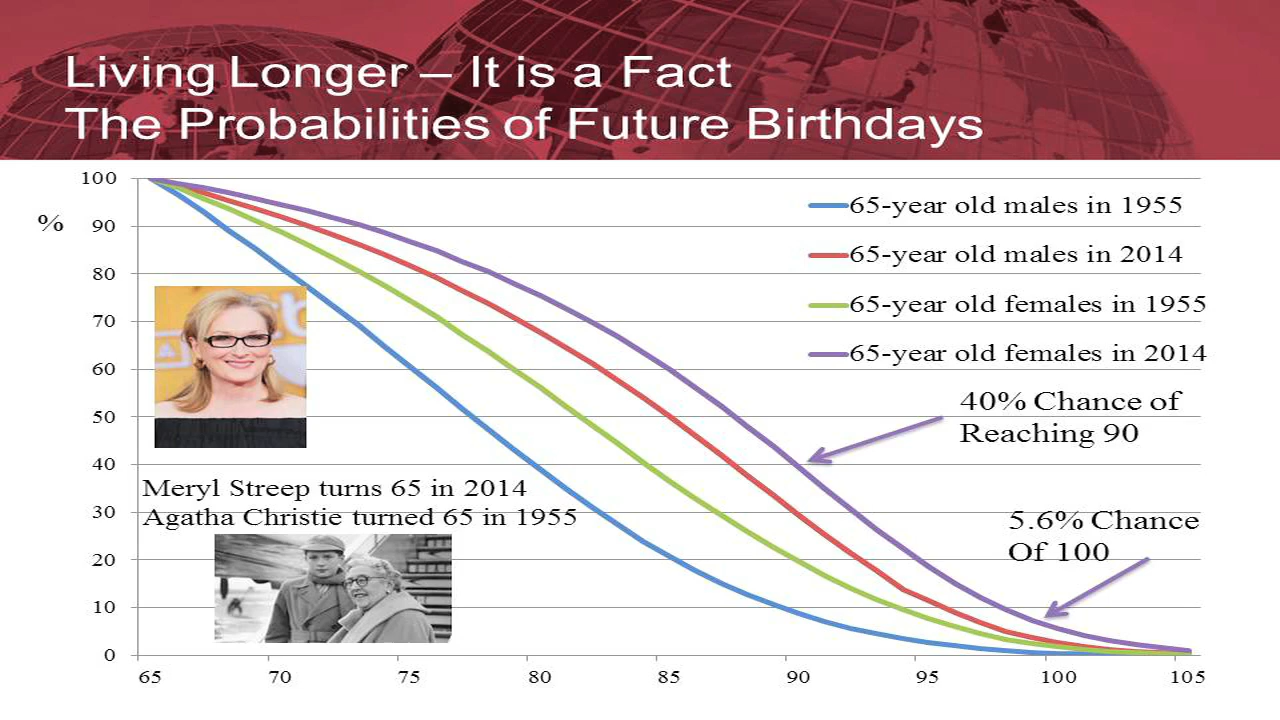 Living Longer – It is a Fact
The Probabilities of Future Birthdays
100
%
90
80
70
60
50
40
30
20
10
0
65-year old males in 1955
65-year old males in 2014
65-year old females in 1955
65-year old females in 2014
40% Chance of
Reaching 90
Meryl Streep turns 65 in 2014
Agatha Christie turned 65 in 1955
5.6% Chance
Of 100
65 70 75 80 85 90 95 100 105